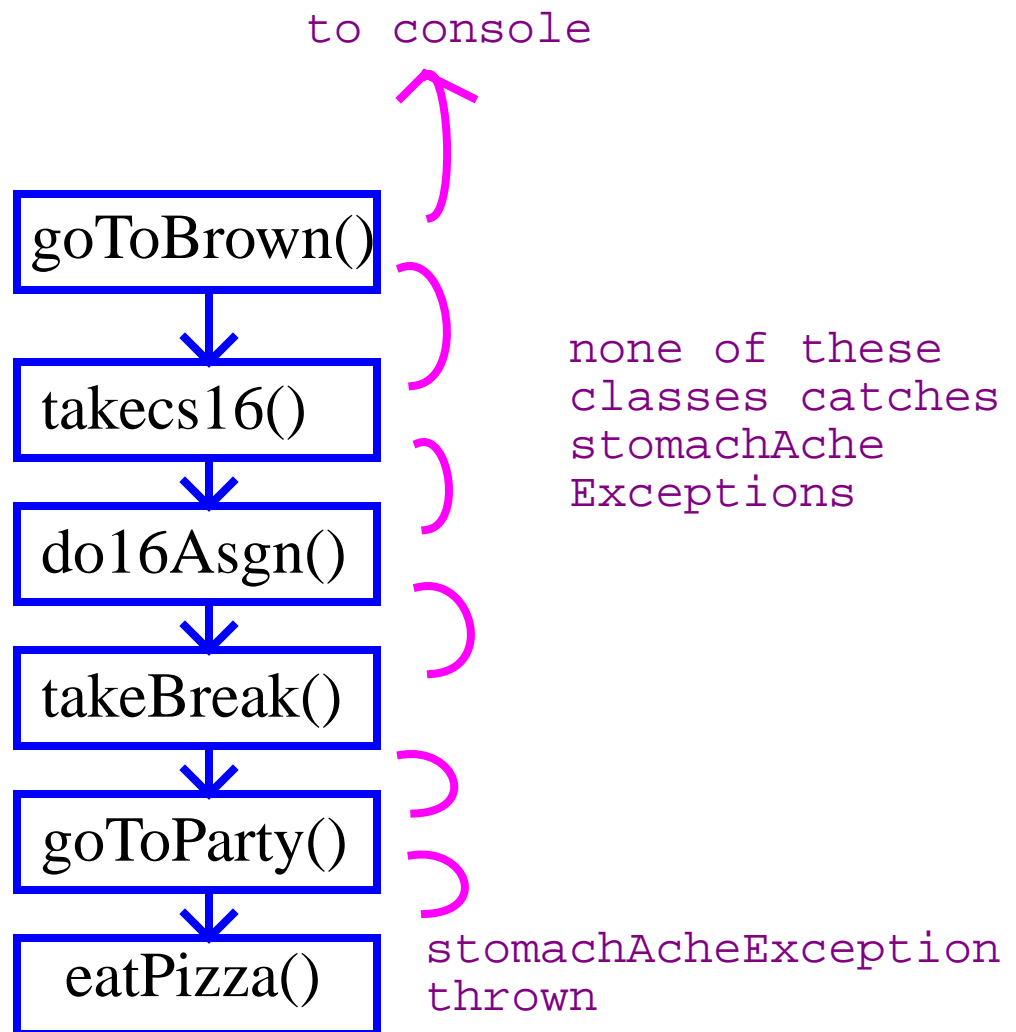 to console
goToBrown()
takecs16()
none of these
classes catches
stomachAche
Exceptions
do16Asgn()
takeBreak()
goToParty()
eatPizza()
stomachAcheException
thrown